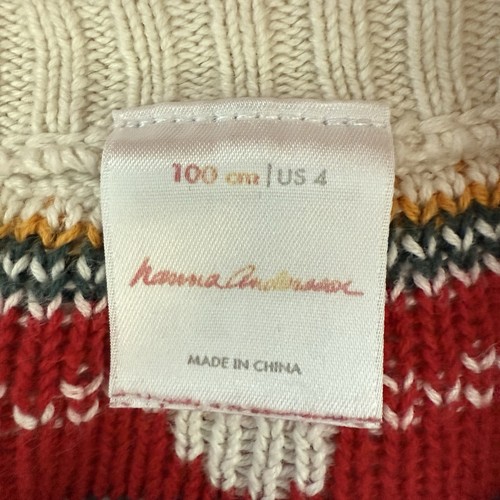 100 cm | US 4
hanna Andersson
MADE IN CHINA